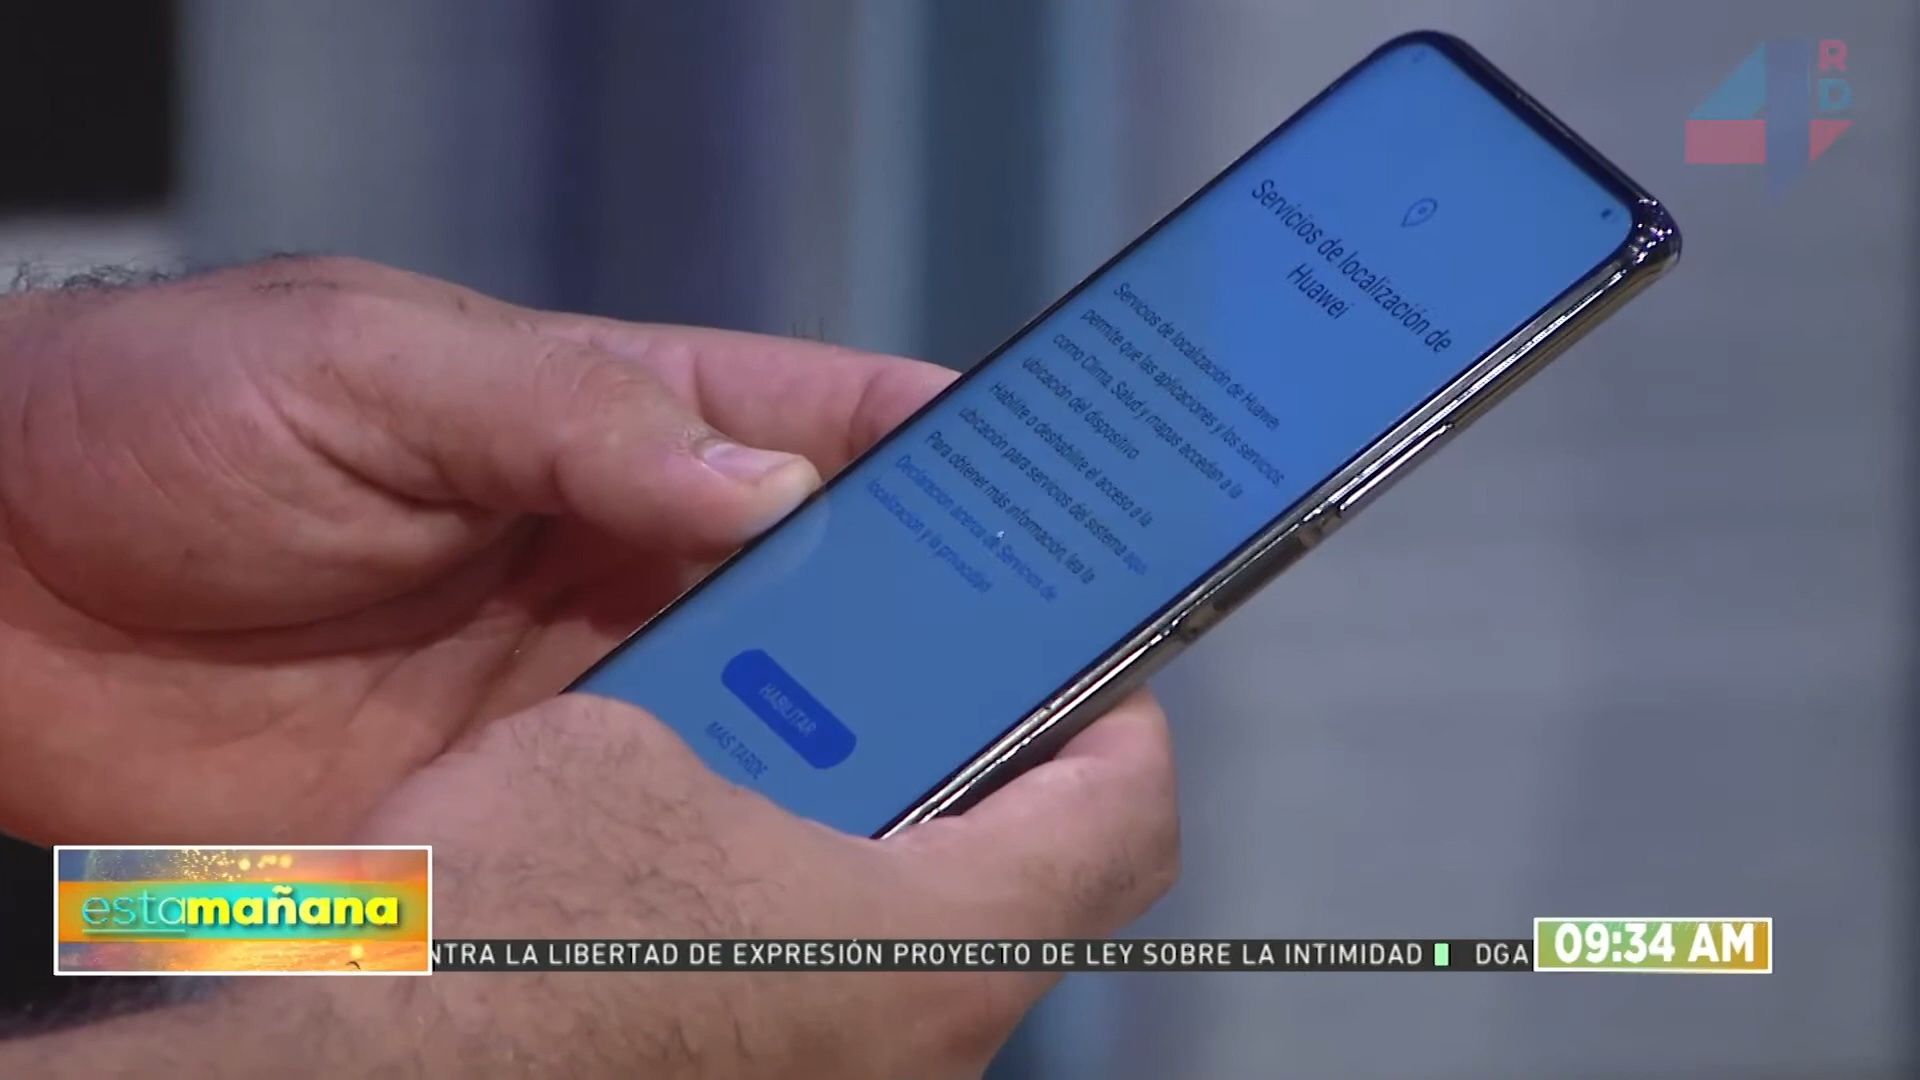 RD
4
Servicios de localización de
Huawei
Servicios de localización de Huawei
permite que las aplicaciones y los servicios,
como Clima, Salud y mapas accedan a la
ubicación del dispositivo.
Habilite o deshabilite el acceso a la
ubicación para servicios del sistema aquí.
Para obtener más información, lea la
Declaración acerca de Servicios de
localización y la privacidad
HABILITAR
MÁS TARDE
estamañana
NTRA LA LIBERTAD DE EXPRESIÓN PROYECTO DE LEY SOBRE LA INTIMIDAD DGA
09:34 AM